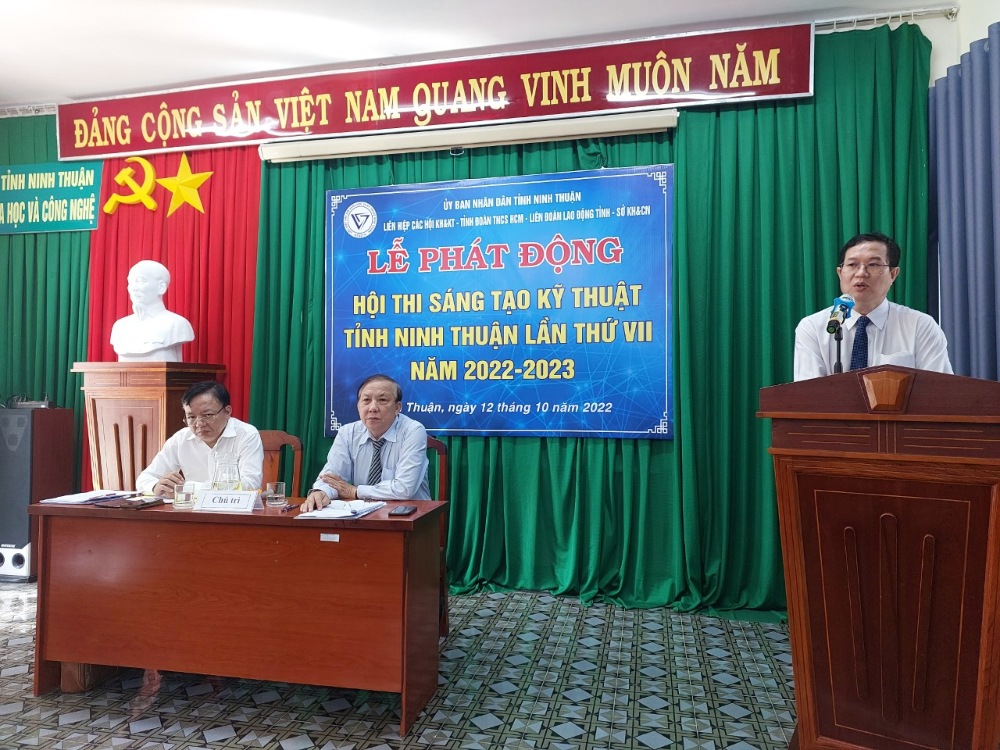 ĐẢNG CỘNG SẢN VIỆT NAM QUANG VINH MUÔN NĂM
TỈNH NINH THUẬN
A HỌC VÀ CÔNG NGHỆ
ỦY BAN NHÂN DÂN TỈNH NINH THUẬN
LIÊN HIỆP CÁC HỘI KH&KT - TỈNH ĐOÀN TNCS HCM - LIÊN ĐOÀN LAO ĐỘNG TỈNH - SỞ KH&CN
LỄ PHÁT ĐỘNG
HỘI THI SÁNG TẠO KỸ THUẬT
TỈNH NINH THUẬN LẦN THỨ VII
NĂM 2022-2023
Thuận, ngày 12 tháng 10 năm 2022
Chủ trì